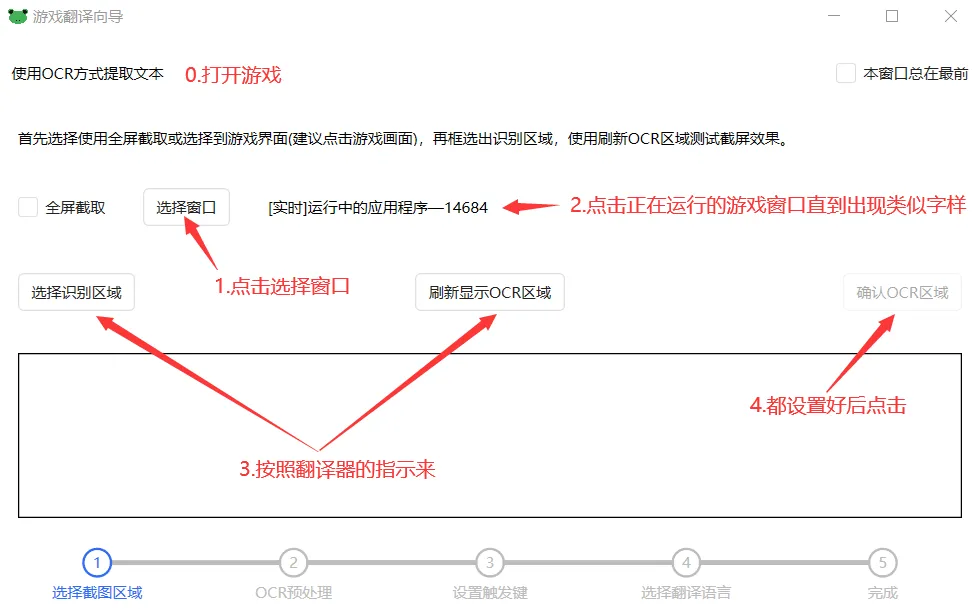 游戏翻译向导
使用OCR方式提取文本
0.打开游戏
本窗口总在最前
首先选择使用全屏截取或选择到游戏界面(建议点击游戏画面)，再框选出识别区域，使用刷新OCR区域测试截屏效果。
全屏截取
选择窗口
[实时]运行中的应用程序—14684
2.点击正在运行的游戏窗口直到出现类似字样
1.点击选择窗口
选择识别区域
刷新显示OCR区域
确认OCR区域
4.都设置好后点击
3.按照翻译器的指示来
1
2
3
4
5
选择截图区域
OCR预处理
设置触发键
选择翻译语言
完成